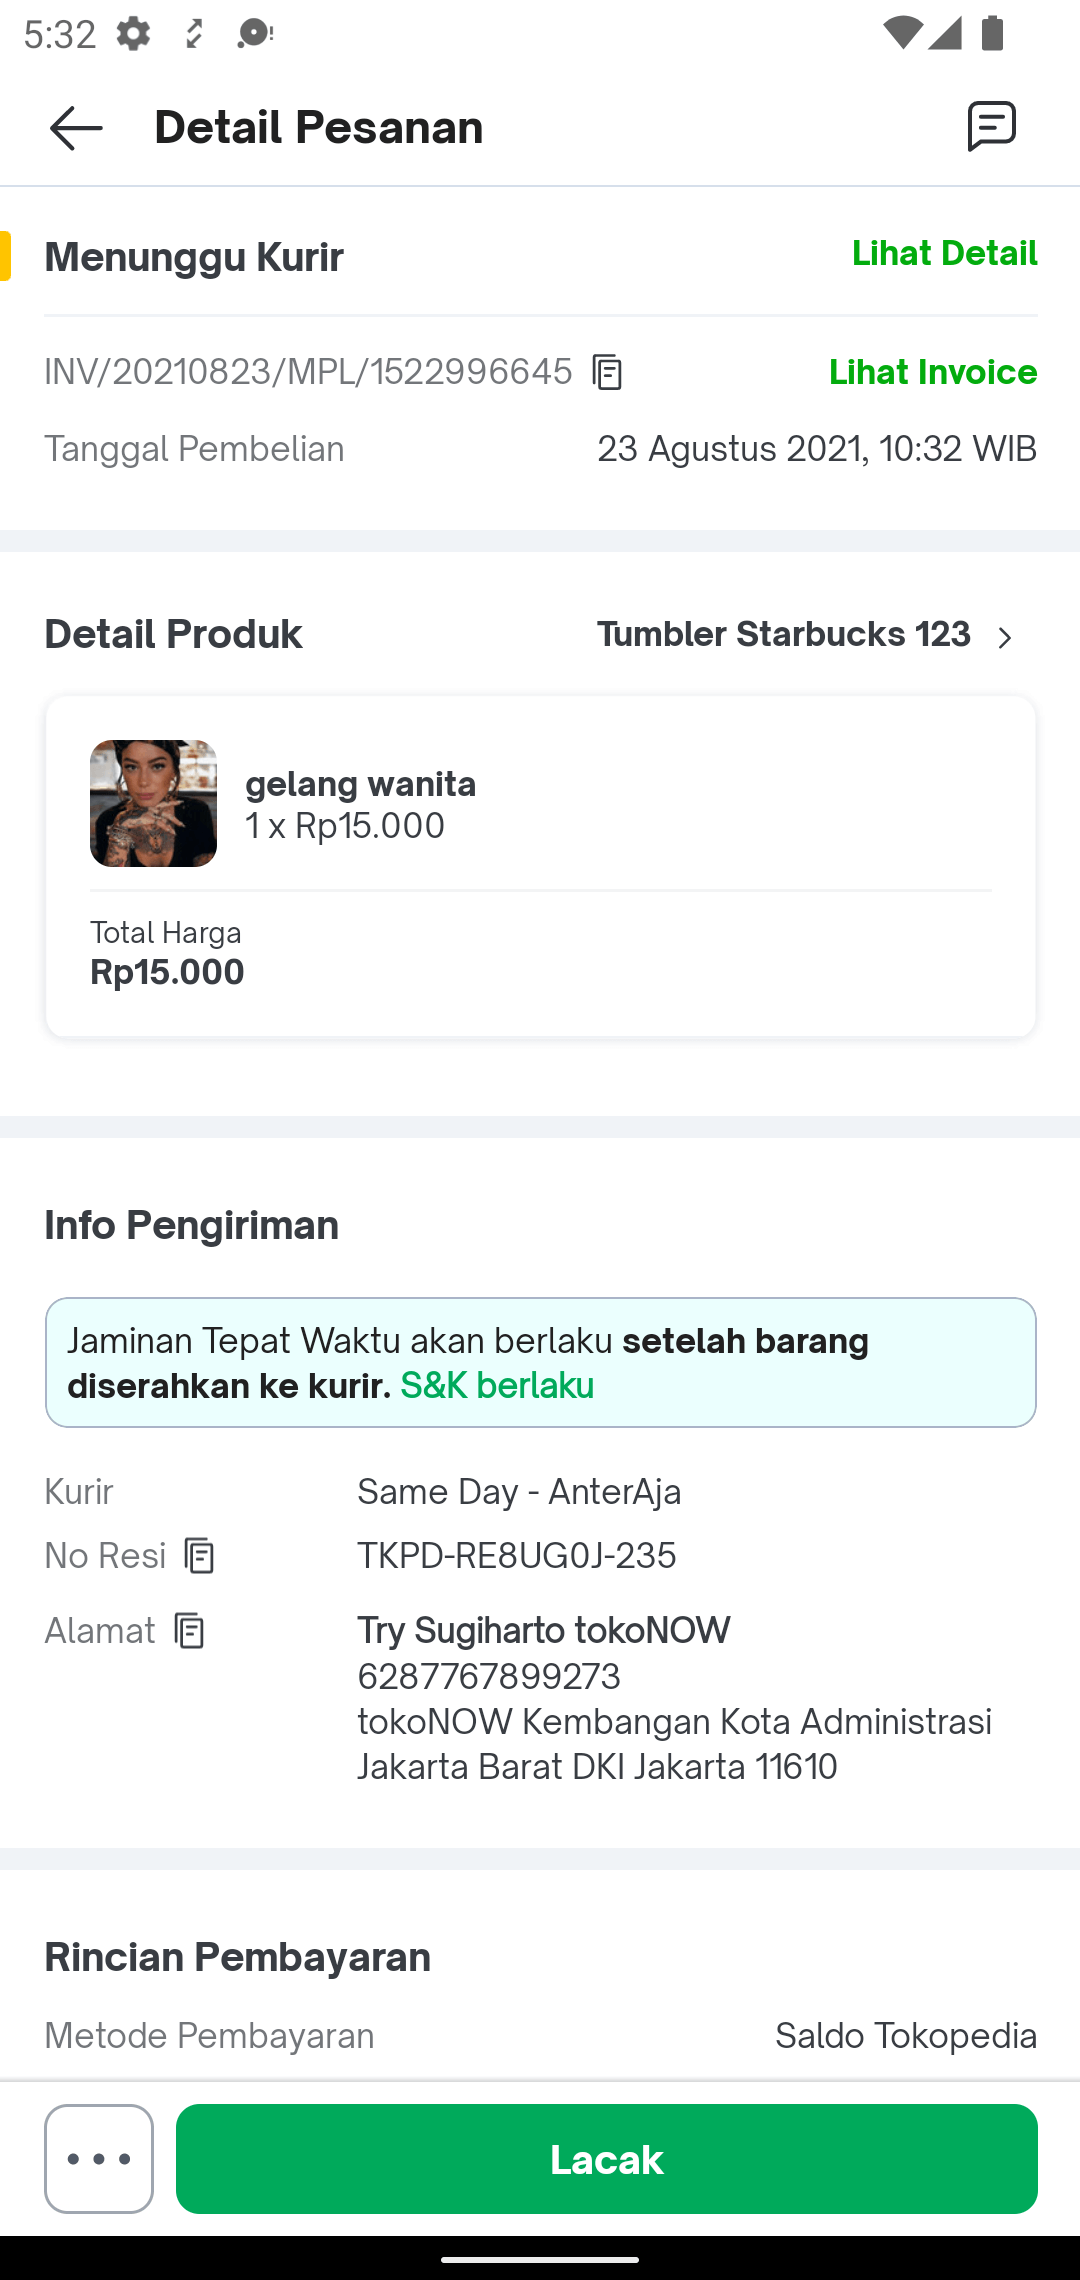 5:32
Detail Pesanan
Menunggu Kurir
Lihat Detail
INV/20210823/MPL/1522996645
Lihat Invoice
Tanggal Pembelian
23 Agustus 2021, 10:32 WIB
Detail Produk
Tumbler Starbucks 123
gelang wanita
1 x Rp15.000
Total Harga
Rp15.000
Info Pengiriman
Jaminan Tepat Waktu akan berlaku setelah barang
diserahkan ke kurir. S&K berlaku
Kurir
Same Day - AnterAja
No Resi
TKPD-RE8UG0J-235
Alamat
Try Sugiharto tokoNOW
6287767899273
tokoNOW Kembangan Kota Administrasi
Jakarta Barat DKI Jakarta 11610
Rincian Pembayaran
Metode Pembayaran
Saldo Tokopedia
Lacak